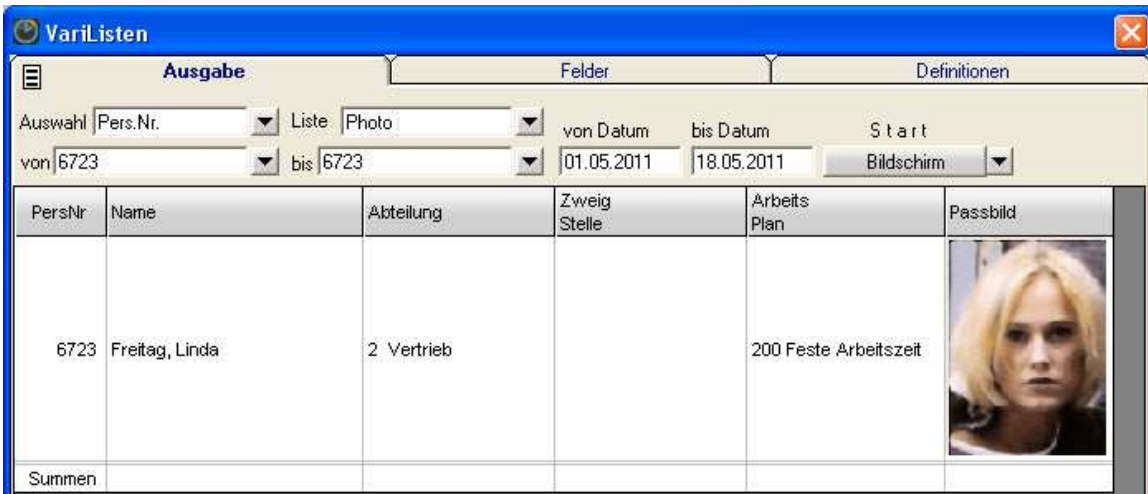 VariListen
Ausgabe Felder Definitionen
Auswahl Pers.Nr. Liste Photo von Datum bis Datum Start
von 6723 bis 6723 01.05.2011 18.05.2011 Bildschirm
PersNr Name Abteilung Zweig Stelle Arbeits Plan Passbild
6723 Freitag, Linda 2 Vertrieb 200 Feste Arbeitszeit
Summen